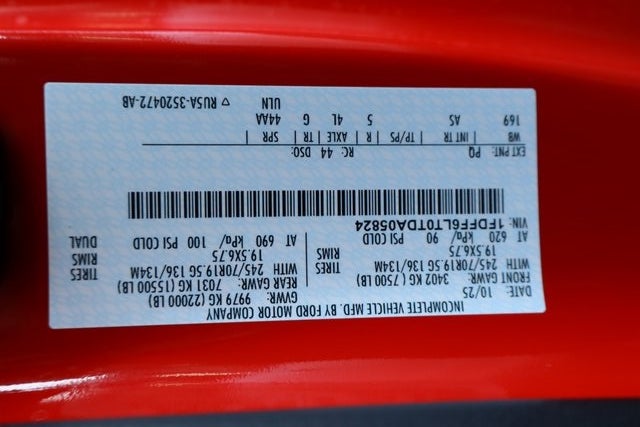 INCOMPLETE VEHICLE MFD. BY FORD MOTOR COMPANY
DATE: 10/25 GVWR: 9979 KG (22000 LB)
FRONT GAWR: 3402 KG (7500LB) REAR GAWR: 7031 KG (15500 LB)
WITH 245/70R19.5G 136/134M TIRES WITH 245/70R19.5G 136/134M TIRES
19.5X6.75 RIMS 19.5X6.75 RIMS
AT 620 kPa/ 90 PSI COLD AT 690 kPa/ 100 PSI COLD DUAL
VIN: 1FDFF6LT0TDA05824
EXT PNT: PQ RC: 44 DSO:
WB | INT TR | TP/PS | R | AXLE | TR | SPR
169 AS 5 4L G 44AA
ULN ▽ RU5A-3520472-AB